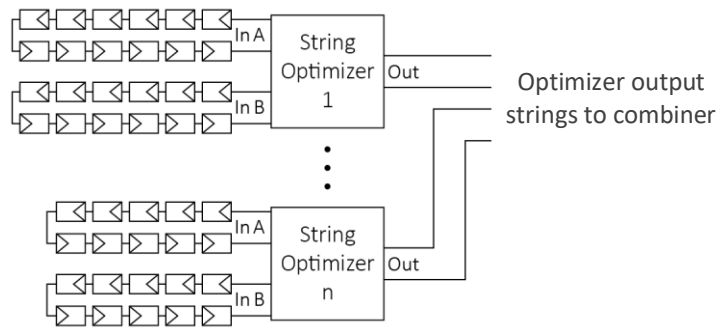 In A
String
Optimizer
1
Out
In B
Optimizer output
strings to combiner
In A
String
Optimizer
n
Out
In B